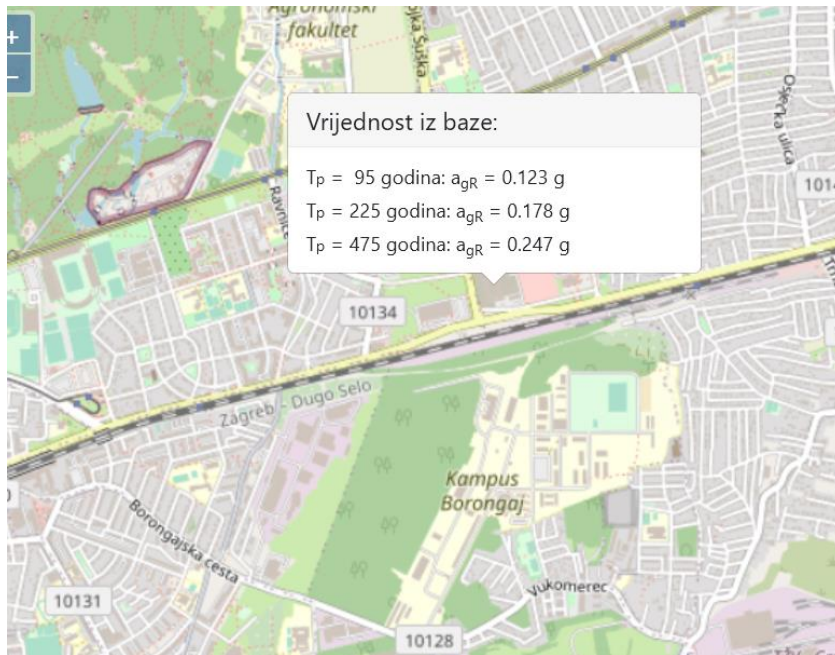 +
−
Agronomski
fakultet
Vrijednost iz baze:
Tp = 95 godina: agR = 0.123 g
Tp = 225 godina: agR = 0.178 g
Tp = 475 godina: agR = 0.247 g
Osječka ulica
Ravnice
10134
Zagreb - Dugo Selo
Kampus
Borongaj
Borongajska cesta
Vukomerec
10131
10128